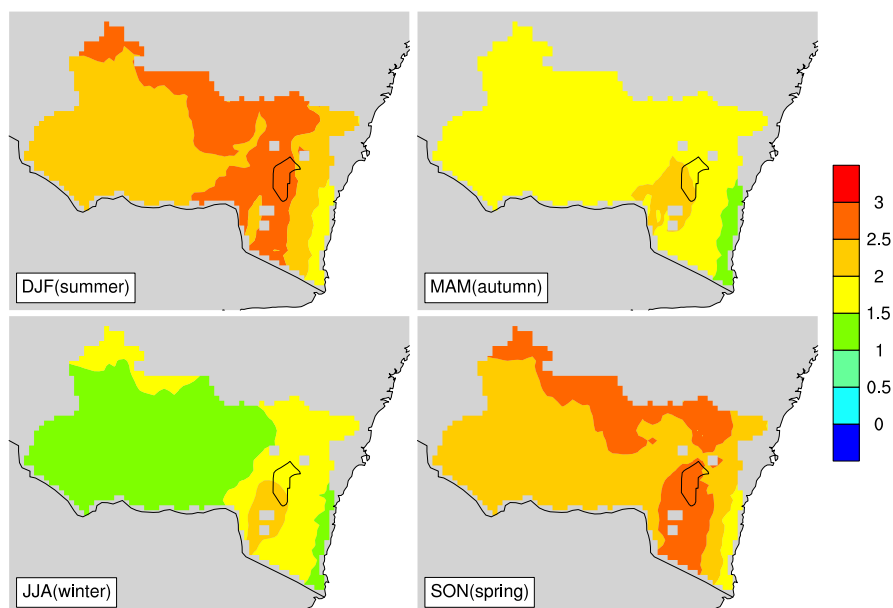 DJF(summer)
MAM(autumn)
JJA(winter)
SON(spring)
3
2.5
2
1.5
1
0.5
0